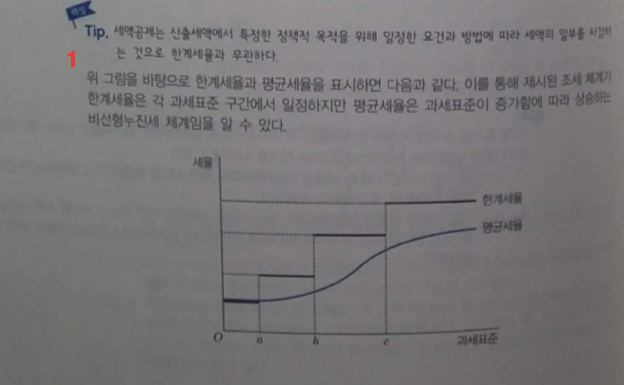 해설
Tip. 세액공제는 산출세액에서 특정한 정책적 목적을 위해 일정한 요건과 방법에 따라 세액의 일부를 차감하
1
는 것으로 한계세율과 무관하다.
위 그림을 바탕으로 한계세율과 평균세율을 표시하면 다음과 같다. 이를 통해 제시된 조세 체계가
한계세율은 각 과세표준 구간에서 일정하지만 평균세율은 과세표준이 증가함에 따라 상승하는
비선형누진세 체계임을 알 수 있다.
세율
한계세율
평균세율
O a b c 과세표준